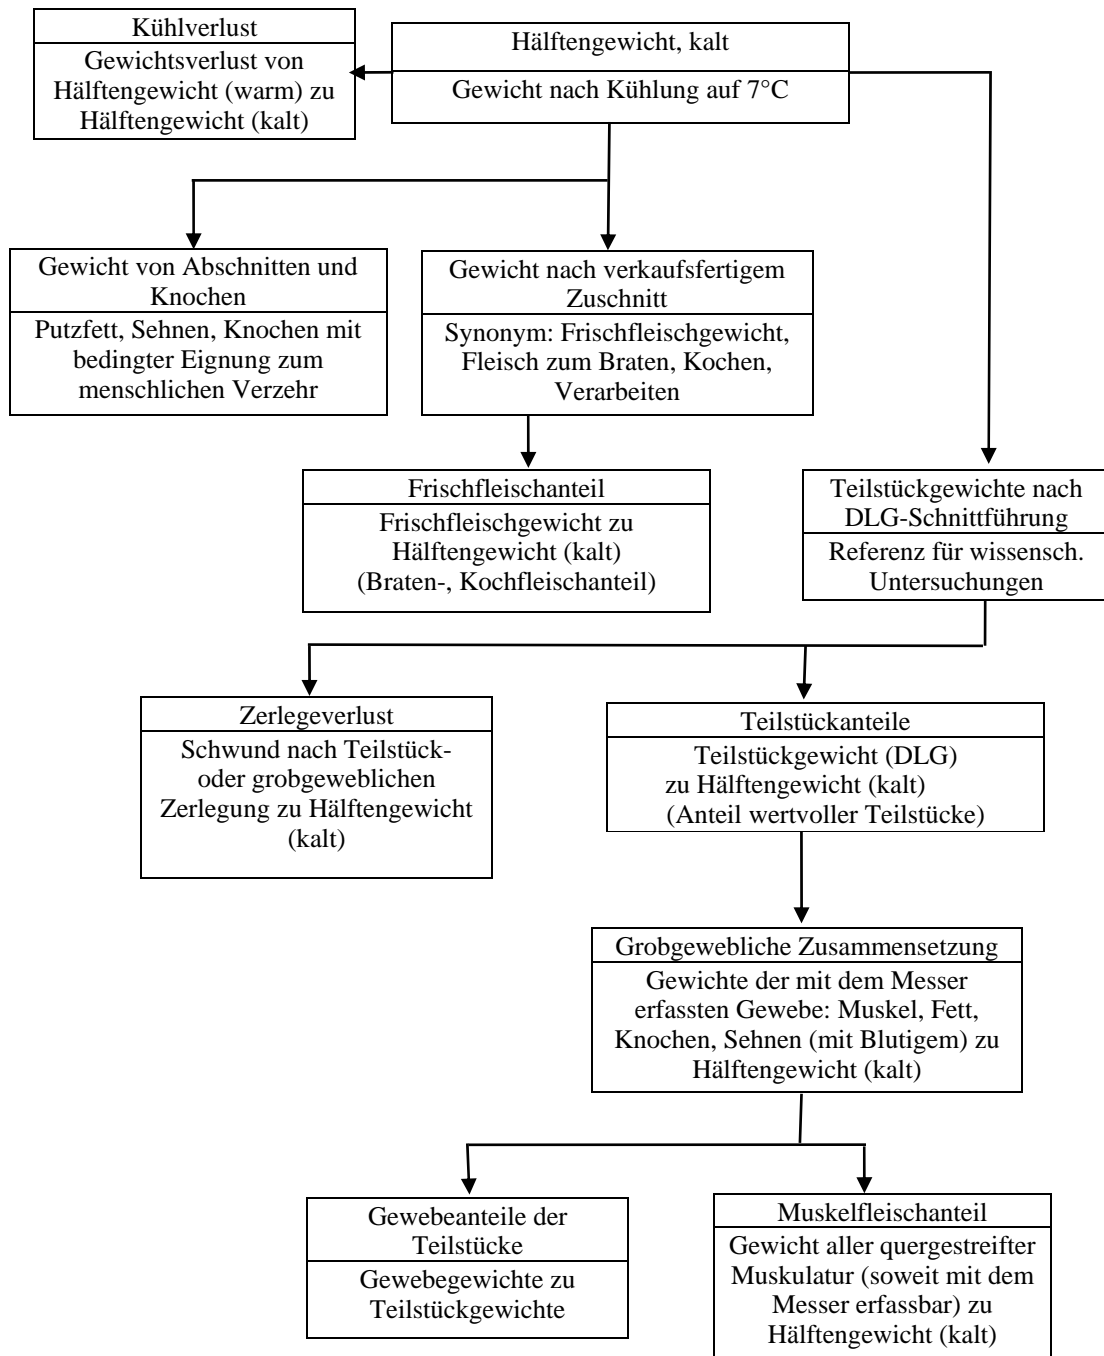 Kühlverlust
Gewichtsverlust von
Hälftengewicht (warm) zu
Hälftengewicht (kalt)
Hälftengewicht, kalt
Gewicht nach Kühlung auf 7°C
Gewicht von Abschnitten und
Knochen
Putzfett, Sehnen, Knochen mit
bedingter Eignung zum
menschlichen Verzehr
Gewicht nach verkaufsfertigem
Zuschnitt
Synonym: Frischfleischgewicht,
Fleisch zum Braten, Kochen,
Verarbeiten
Frischfleischanteil
Frischfleischgewicht zu
Hälftengewicht (kalt)
(Braten-, Kochfleischanteil)
Teilstückgewichte nach
DLG-Schnittführung
Referenz für wissensch.
Untersuchungen
Zerlegeverlust
Schwund nach Teilstück-
oder grobgeweblichen
Zerlegung zu Hälftengewicht
(kalt)
Teilstückanteile
Teilstückgewicht (DLG)
zu Hälftengewicht (kalt)
(Anteil wertvoller Teilstücke)
Grobgewebliche Zusammensetzung
Gewichte der mit dem Messer
erfassten Gewebe: Muskel, Fett,
Knochen, Sehnen (mit Blutigem) zu
Hälftengewicht (kalt)
Gewebeanteile der
Teilstücke
Gewebegewichte zu
Teilstückgewichte
Muskelfleischanteil
Gewicht aller quergestreifter
Muskulatur (soweit mit dem
Messer erfassbar) zu
Hälftengewicht (kalt)